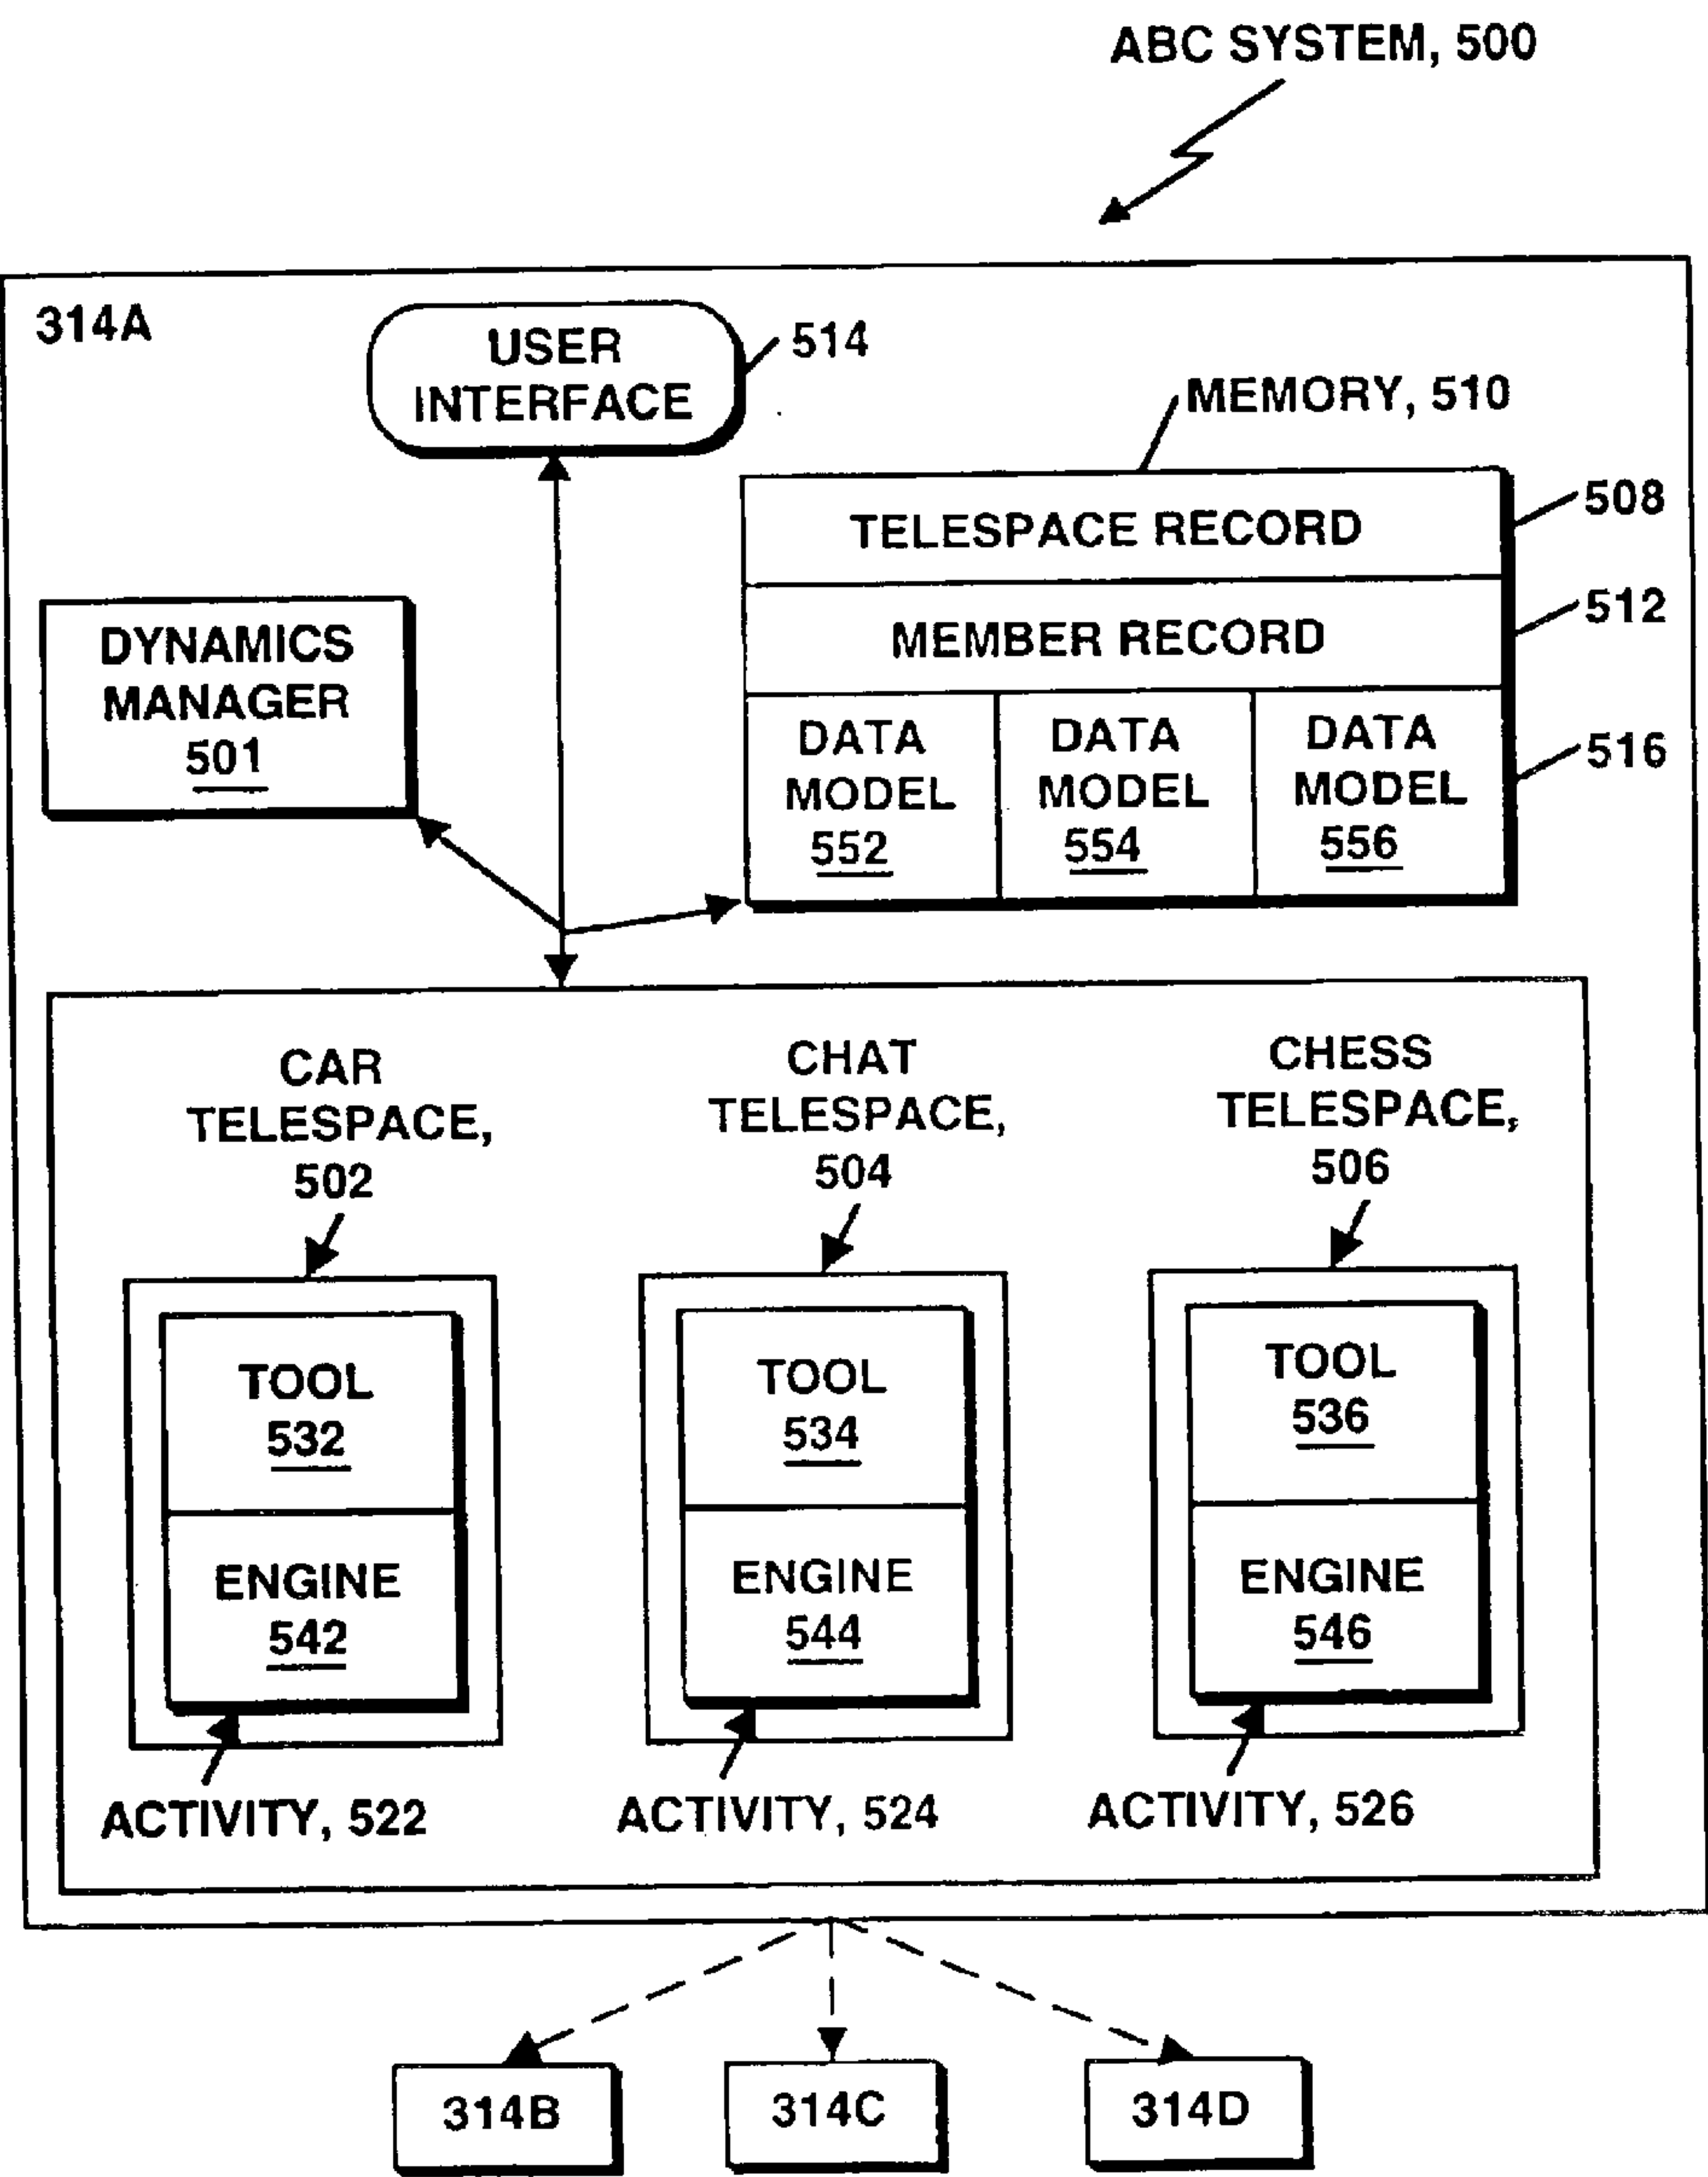 ABC SYSTEM, 500
314A
USER
INTERFACE
514
MEMORY, 510
TELESPACE RECORD
508
MEMBER RECORD
512
DYNAMICS
MANAGER
501
DATA
MODEL
552
DATA
MODEL
554
DATA
MODEL
556
516
CAR
TELESPACE,
502
CHAT
TELESPACE,
504
CHESS
TELESPACE,
506
TOOL
532
ENGINE
542
TOOL
534
ENGINE
544
TOOL
536
ENGINE
546
ACTIVITY, 522
ACTIVITY, 524
ACTIVITY, 526
314B
314C
314D